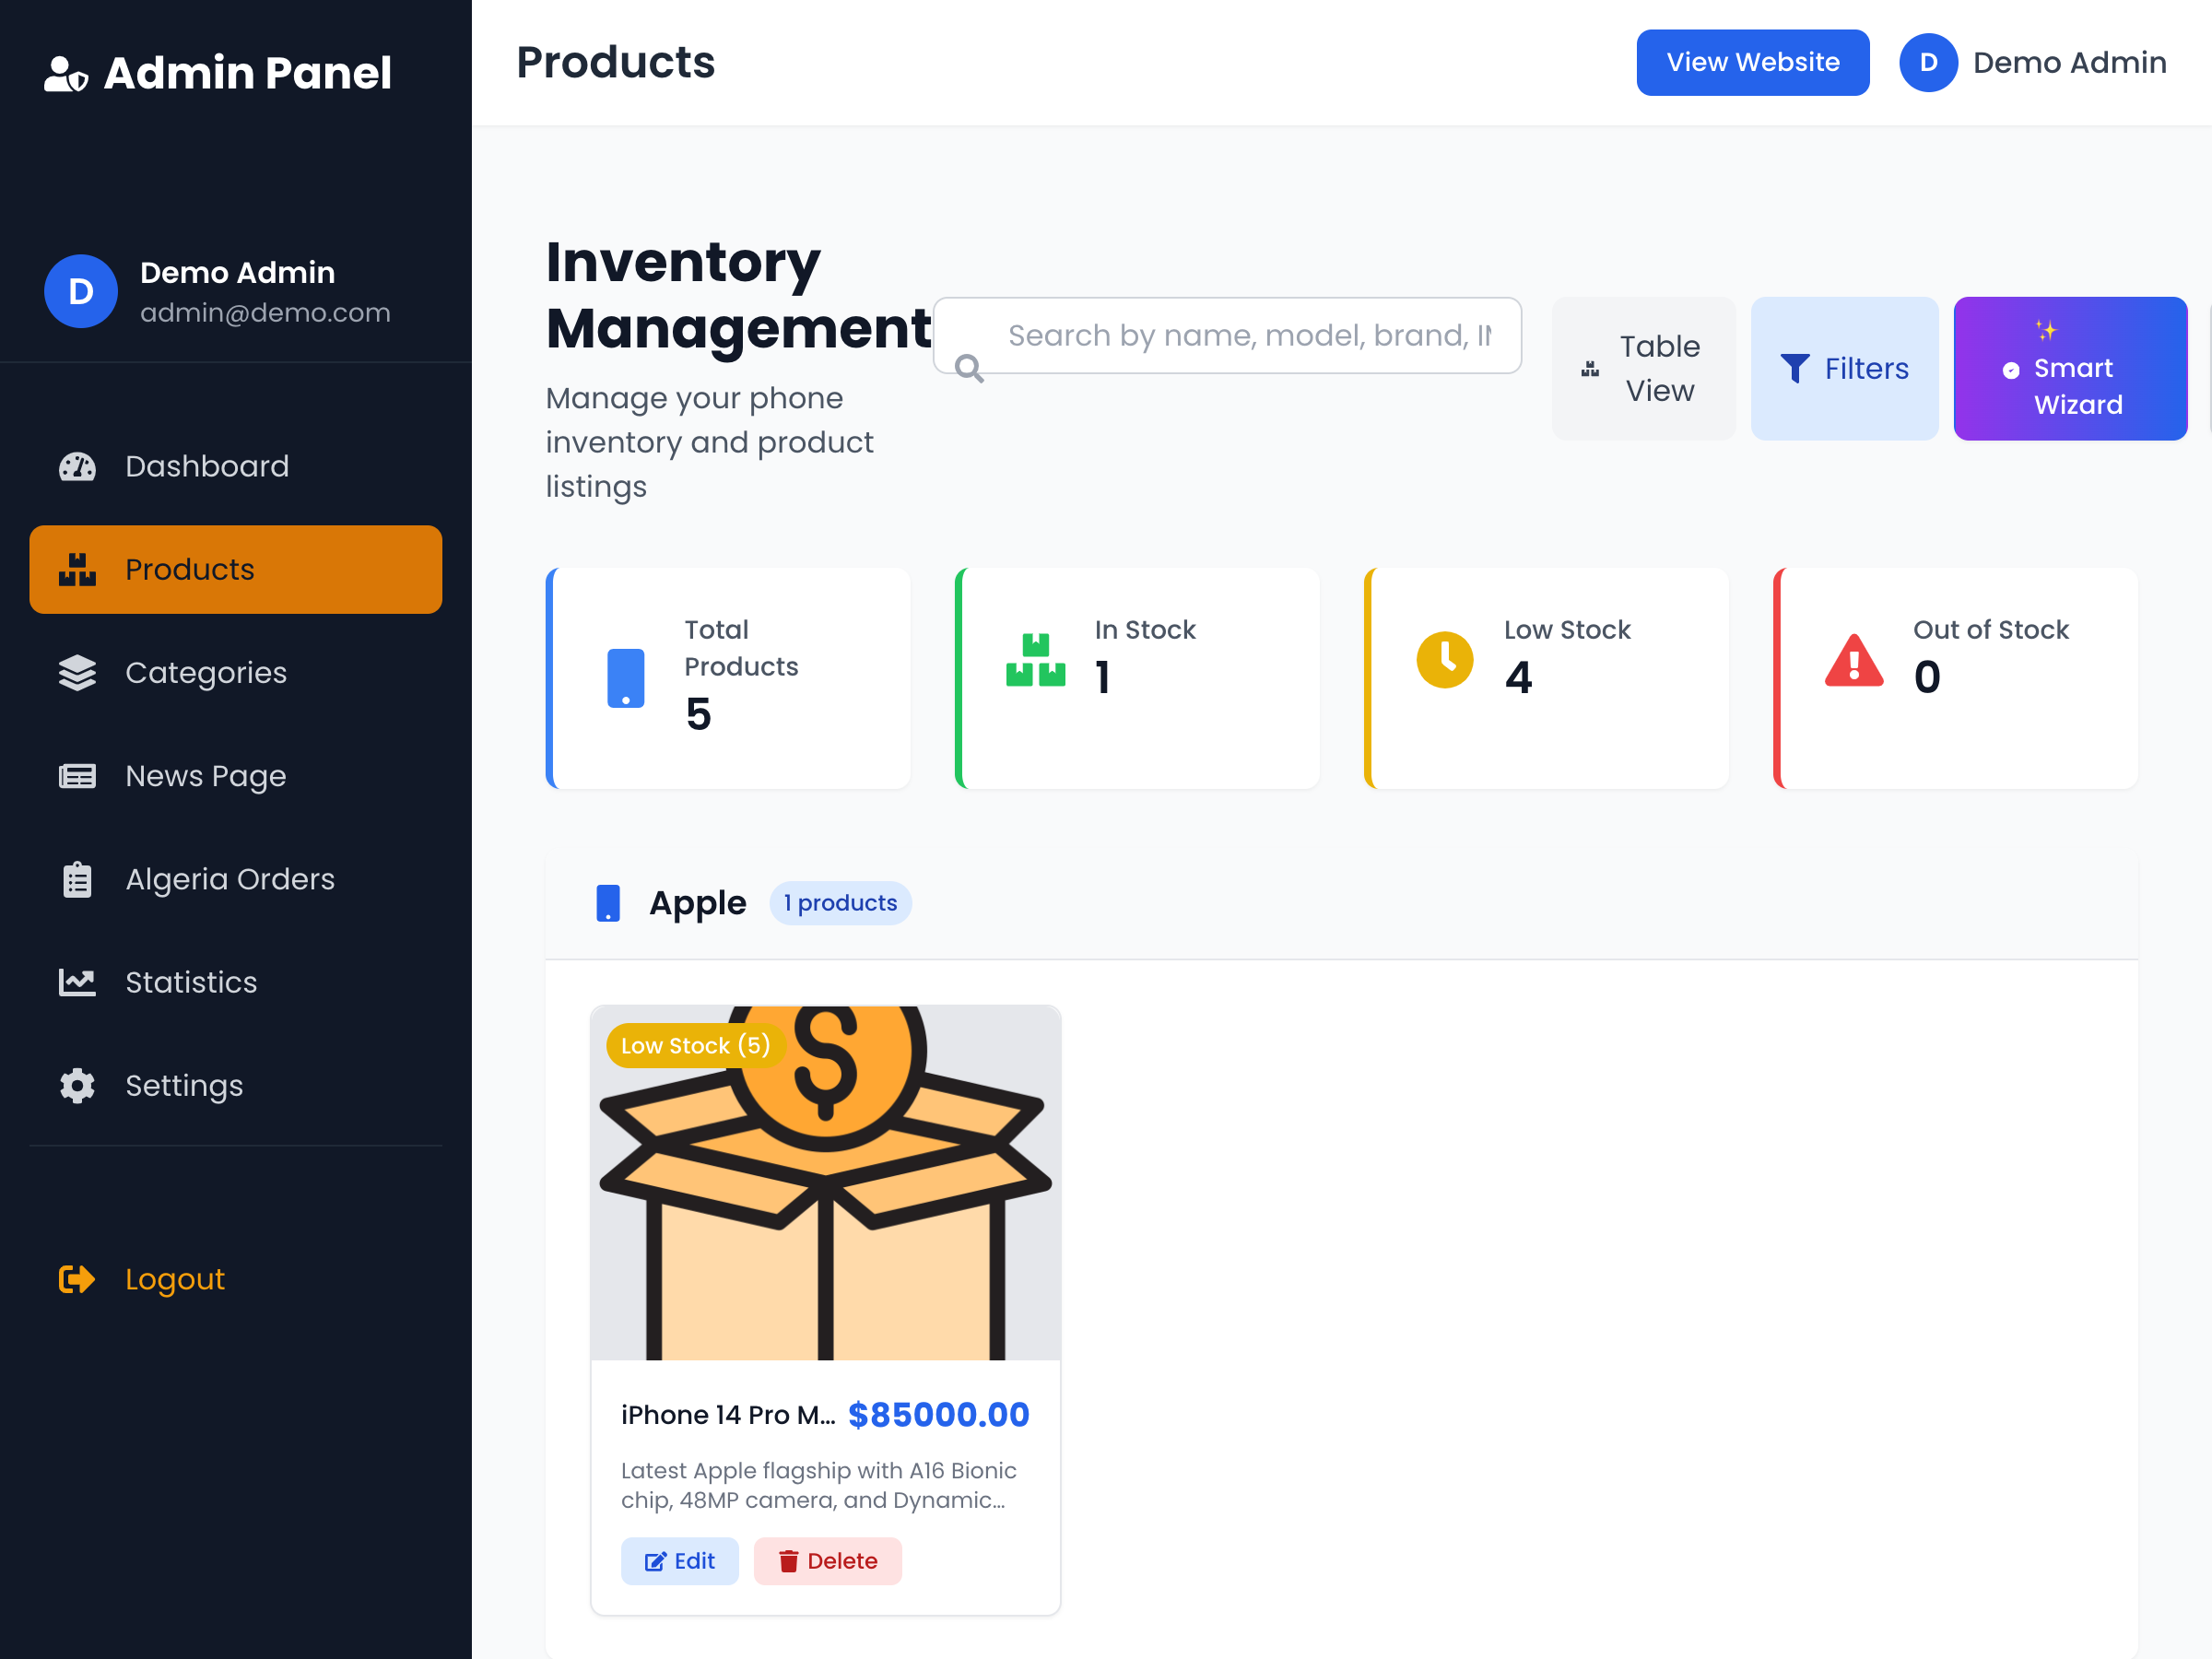 Admin Panel
Products
View Website
D
Demo Admin
D
Demo Admin
admin@demo.com
Dashboard
Products
Categories
News Page
Algeria Orders
Statistics
Settings
Logout
Inventory
Management
Manage your phone
inventory and product
listings
Search by name, model, brand,
Table
View
Filters
✨
Smart
Wizard
Total
Products
5
In Stock
1
Low Stock
4
Out of Stock
0
Apple
1 products
Low Stock (5)
$
iPhone 14 Pro M...
$85000.00
Latest Apple flagship with A16 Bionic
chip, 48MP camera, and Dynamic...
Edit
Delete